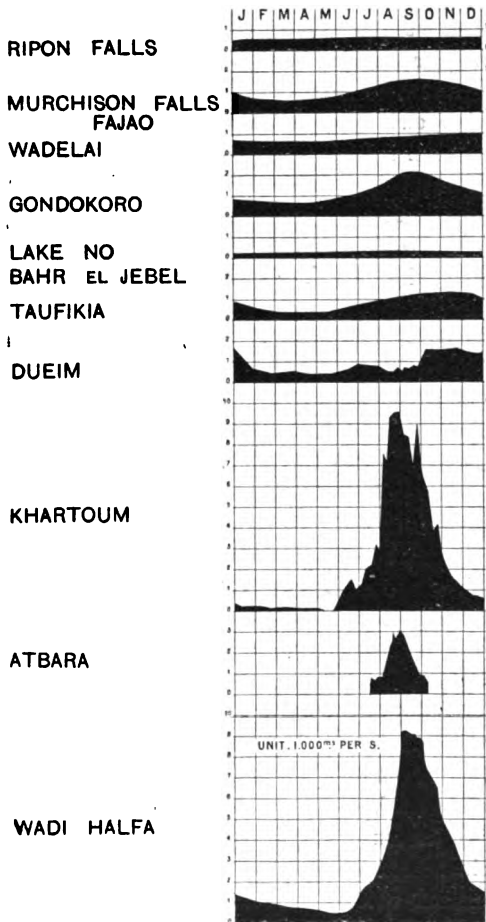 J F M A M J J A S O N D
RIPON FALLS
MURCHISON FALLS
FAJAO
WADELAI
GONDOKORO
LAKE NO
BAHR EL JEBEL
TAUFIKIA
DUEIM
KHARTOUM
ATBARA
UNIT. 1.000m³ PER S.
WADI HALFA